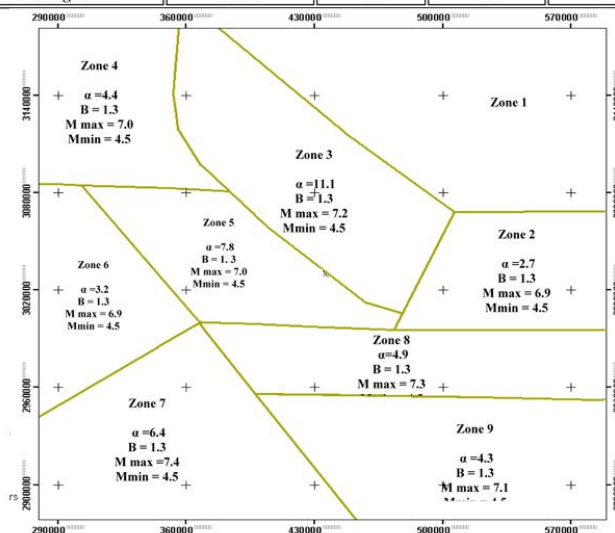 290000 360000 430000 500000 570000
Zone 4
α =4.4
B = 1.3
M max = 7.0
Mmin = 4.5
Zone 1
Zone 3
α =11.1
B = 1.3
M max = 7.2
Mmin = 4.5
Zone 5
α =7.8
B = 1. 3
M max = 7.0
Mmin = 4.5
Zone 2
α =2.7
B = 1.3
M max = 6.9
Mmin = 4.5
Zone 6
α =3.2
B = 1.3
M max = 6.9
Mmin = 4.5
Zone 8
α=4.9
B = 1.3
M max = 7.3
Zone 7
α =6.4
B = 1.3
M max =7.4
Mmin = 4.5
Zone 9
α =4.3
B = 1.3
M max = 7.1
3140000
3080000
3020000
2960000
2900000
290000 360000 430000 500000 570000